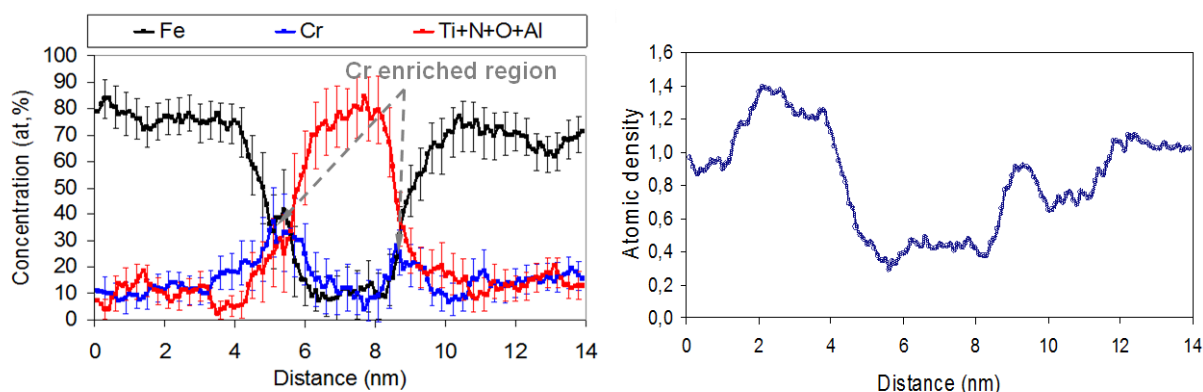 Fe Cr Ti+N+O+Al
Cr enriched region
Concentration (at,%)
100
90
80
70
60
50
40
30
20
10
0
0 2 4 6 8 10 12 14
Distance (nm)
Atomic density
1,6
1,4
1,2
1,0
0,8
0,6
0,4
0,2
0,0
0 2 4 6 8 10 12 14
Distance (nm)